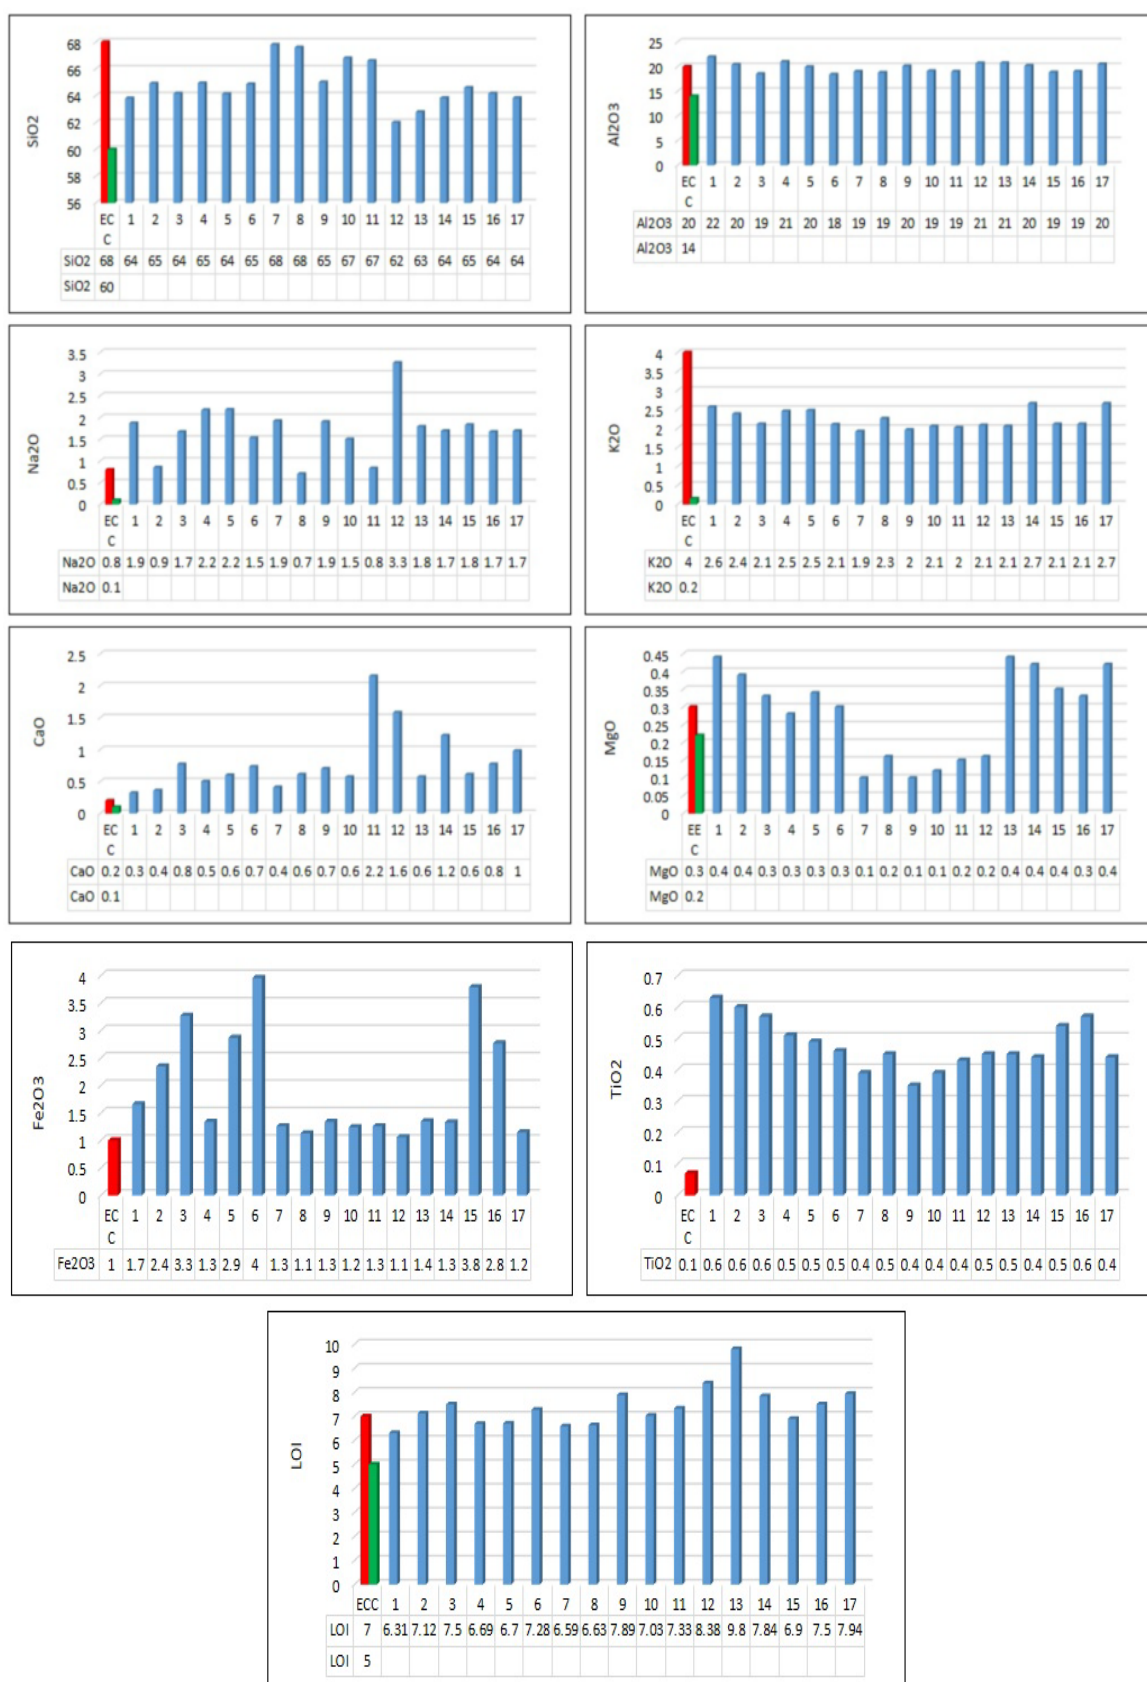 SiO2
68
66
64
62
60
58
56
EC C 1 2 3 4 5 6 7 8 9 10 11 12 13 14 15 16 17
SiO2 68 64 65 64 65 64 65 68 68 65 67 67 62 63 64 65 64 64
SiO2 60
Al2O3
25
20
15
10
5
0
EC C 1 2 3 4 5 6 7 8 9 10 11 12 13 14 15 16 17
Al2O3 20 22 20 19 21 20 18 19 19 20 19 19 21 21 20 19 19 20
Al2O3 14
Na2O
3.5
3
2.5
2
1.5
1
0.5
0
EC C 1 2 3 4 5 6 7 8 9 10 11 12 13 14 15 16 17
Na2O 0.8 1.9 0.9 1.7 2.2 2.2 1.5 1.9 0.7 1.9 1.5 0.8 3.3 1.8 1.7 1.8 1.7 1.7
Na2O 0.1
K2O
4
3.5
3
2.5
2
1.5
1
0.5
0
EC C 1 2 3 4 5 6 7 8 9 10 11 12 13 14 15 16 17
K2O 4 2.6 2.4 2.1 2.5 2.5 2.1 1.9 2.3 2 2.1 2 2.1 2.1 2.7 2.1 2.1 2.7
K2O 0.2
CaO
2.5
2
1.5
1
0.5
0
EC C 1 2 3 4 5 6 7 8 9 10 11 12 13 14 15 16 17
CaO 0.2 0.3 0.4 0.8 0.5 0.6 0.7 0.4 0.6 0.7 0.6 2.2 1.6 0.6 1.2 0.6 0.8 1
CaO 0.1
MgO
0.45
0.4
0.35
0.3
0.25
0.2
0.15
0.1
0.05
0
EE C 1 2 3 4 5 6 7 8 9 10 11 12 13 14 15 16 17
MgO 0.3 0.4 0.4 0.3 0.3 0.3 0.3 0.1 0.2 0.1 0.1 0.2 0.2 0.4 0.4 0.4 0.3 0.4
MgO 0.2
Fe2O3
4
3.5
3
2.5
2
1.5
1
0.5
0
EC C 1 2 3 4 5 6 7 8 9 10 11 12 13 14 15 16 17
Fe2O3 1 1.7 2.4 3.3 1.3 2.9 4 1.3 1.1 1.3 1.2 1.3 1.1 1.4 1.3 3.8 2.8 1.2
TiO2
0.7
0.6
0.5
0.4
0.3
0.2
0.1
0
EC C 1 2 3 4 5 6 7 8 9 10 11 12 13 14 15 16 17
TiO2 0.1 0.6 0.6 0.6 0.5 0.5 0.5 0.4 0.5 0.4 0.4 0.4 0.5 0.5 0.4 0.5 0.6 0.4
LOI
10
9
8
7
6
5
4
3
2
1
0
ECC 1 2 3 4 5 6 7 8 9 10 11 12 13 14 15 16 17
LOI 7 6.31 7.12 7.5 6.69 6.7 7.28 6.59 6.63 7.89 7.03 7.33 8.38 9.8 7.84 6.9 7.5 7.94
LOI 5